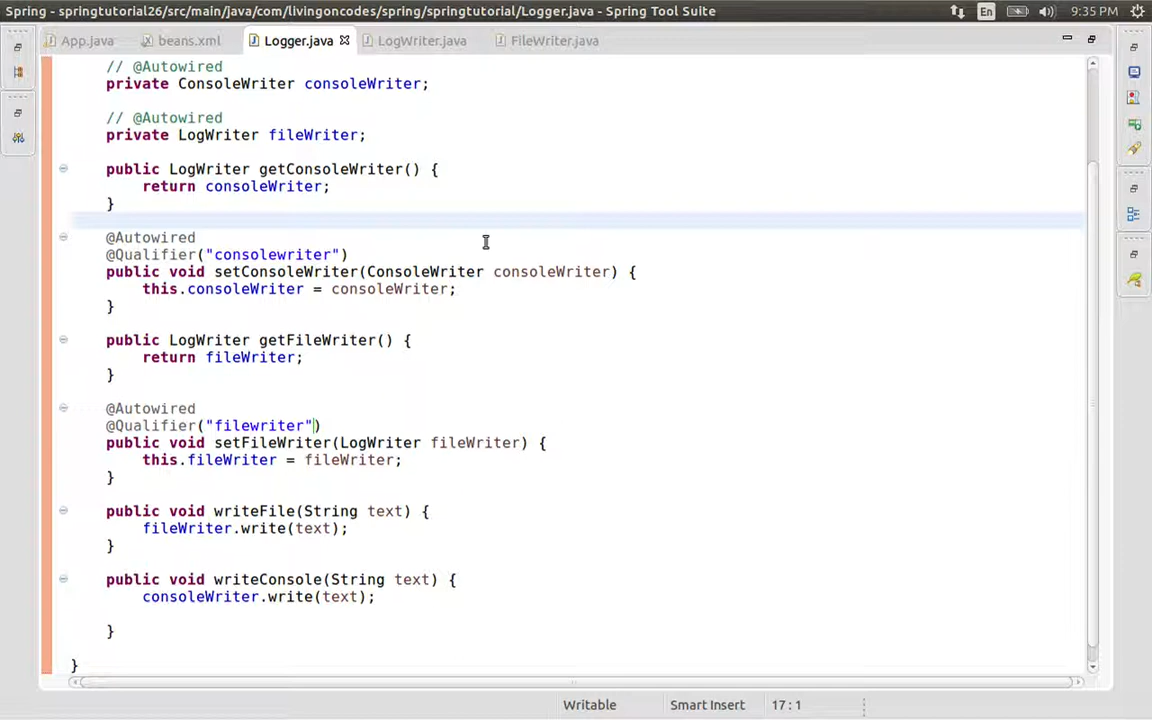 Spring - springtutorial26/src/main/java/com/livingoncodes/spring/springtutorial/Logger.java - Spring Tool Suite
En
9:35 PM
App.java
beans.xml
Logger.java
LogWriter.java
FileWriter.java
// @Autowired
private ConsoleWriter consoleWriter;
// @Autowired
private LogWriter fileWriter;
public LogWriter getConsoleWriter() {
return consoleWriter;
}
@Autowired
@Qualifier("consolewriter")
public void setConsoleWriter(ConsoleWriter consoleWriter) {
this.consoleWriter = consoleWriter;
}
public LogWriter getFileWriter() {
return fileWriter;
}
@Autowired
@Qualifier("filewriter")
public void setFileWriter(LogWriter fileWriter) {
this.fileWriter = fileWriter;
}
public void writeFile(String text) {
fileWriter.write(text);
}
public void writeConsole(String text) {
consoleWriter.write(text);
}
}
Writable
Smart Insert
17 : 1